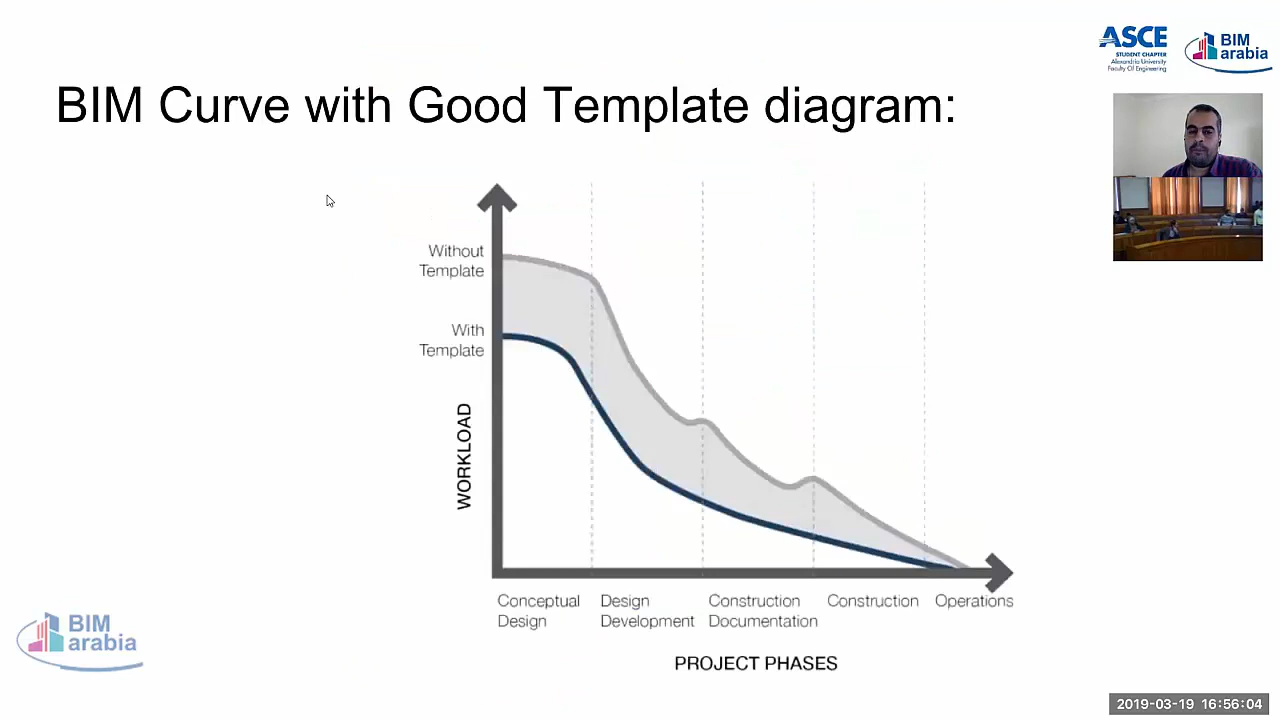 ASCE
STUDENT CHAPTER
Alexandria University
Faculty Of Engineering
BIM
arabia
BIM Curve with Good Template diagram:
Without
Template
With
Template
WORKLOAD
Conceptual
Design
Design
Development
Construction
Documentation
Construction
Operations
PROJECT PHASES
BIM
arabia
2019-03-19 16:56:04